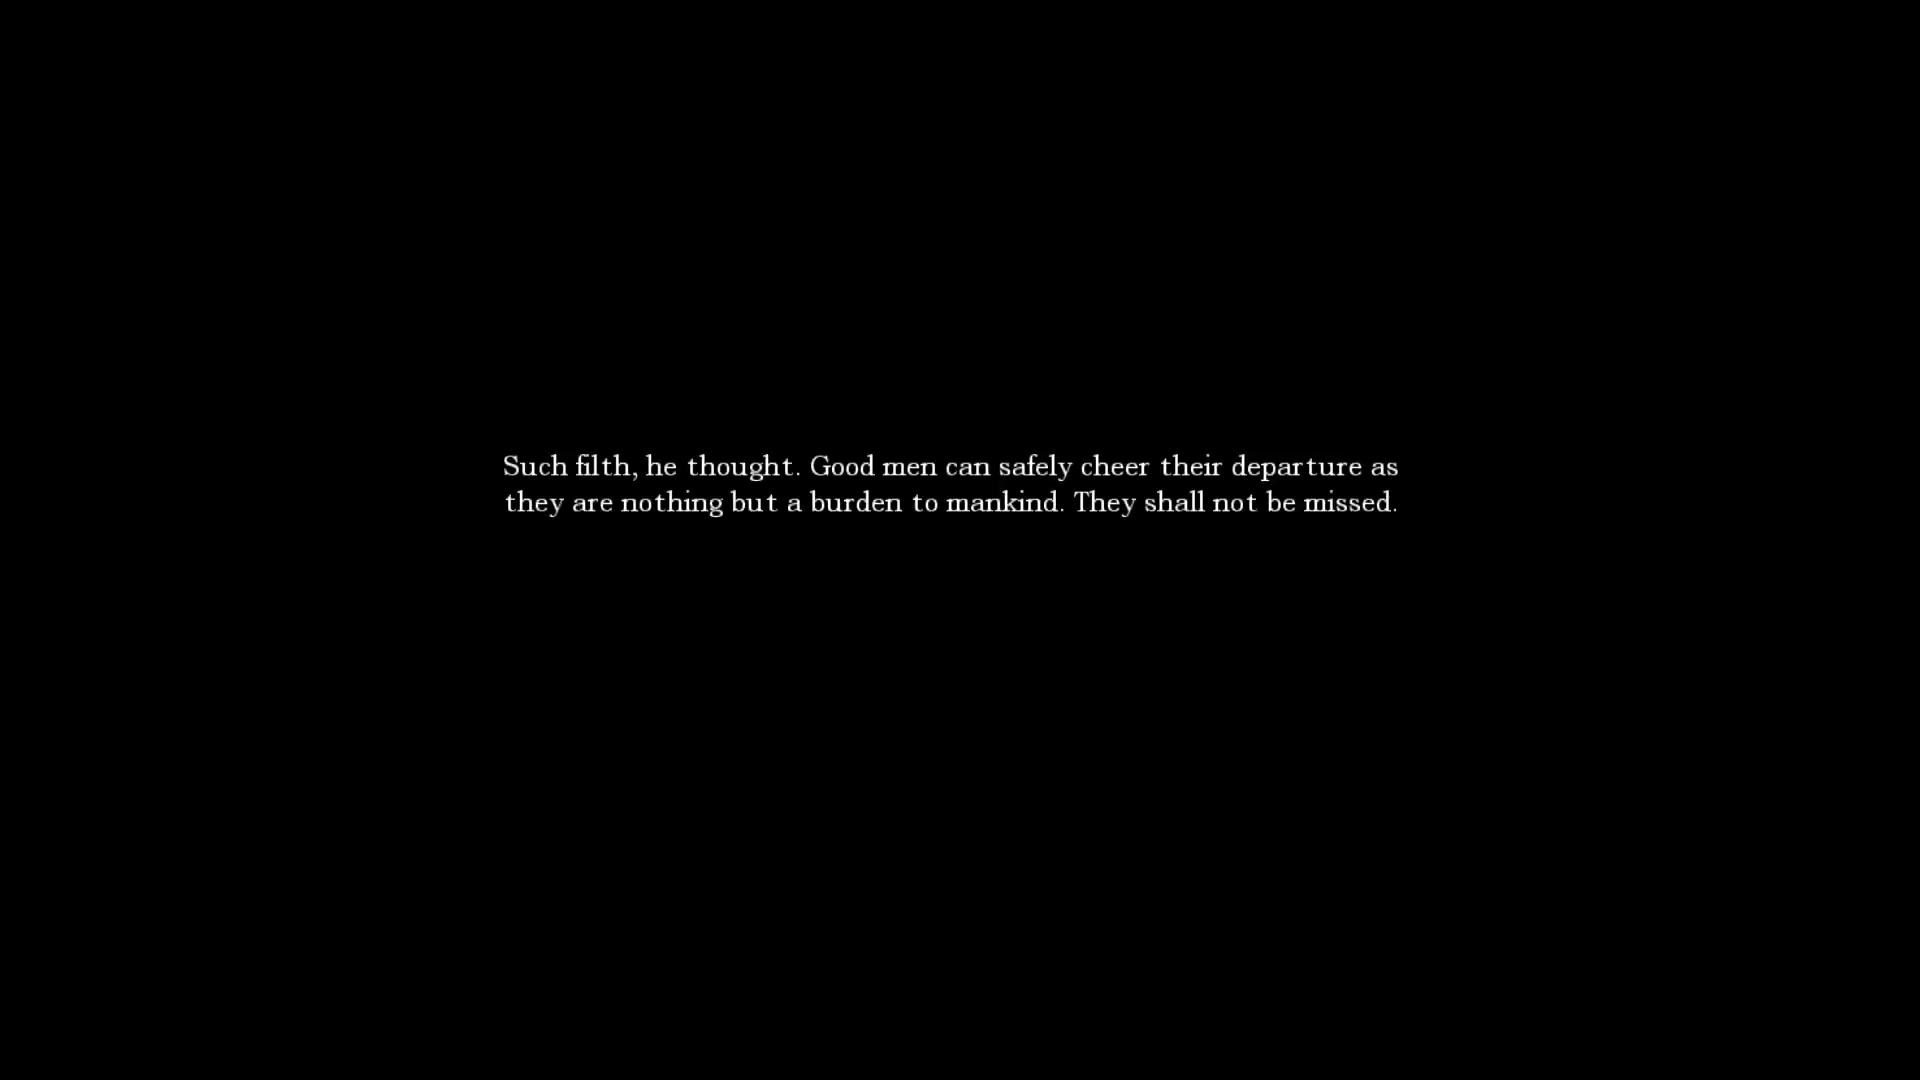 Such filth, he thought. Good men can safely cheer their departure as
they are nothing but a burden to mankind. They shall not be missed.